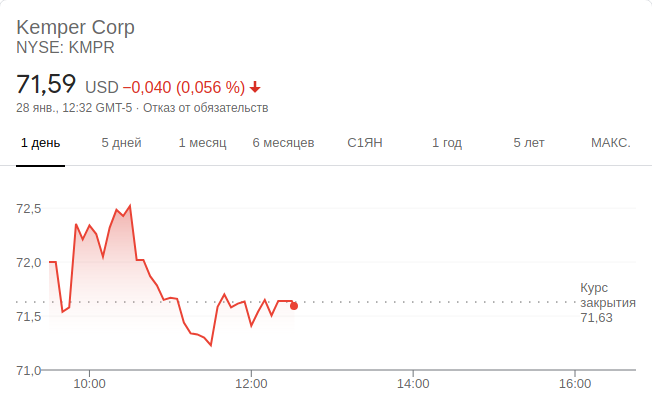 Kemper Corp
NYSE: KMPR
71,59 USD −0,040 (0,056 %)
28 янв., 12:32 GMT-5 · Отказ от обязательств
1 день 5 дней 1 месяц 6 месяцев С1ЯН 1 год 5 лет МАКС.
72,5
72,0
71,5
71,0
Курс
закрытия
71,63
10:00 12:00 14:00 16:00